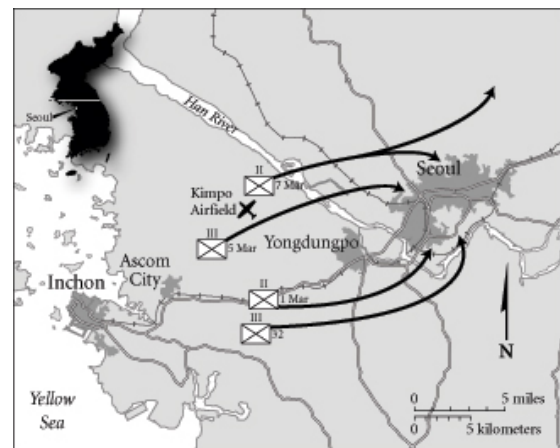 Seoul
Han River
II
7 Mar
Seoul
Kimpo
Airfield
III
5 Mar
Yongdungpo
Ascom
City
Inchon
II
1 Mar
III
32
N
Yellow
Sea
0 5 miles
0 5 kilometers